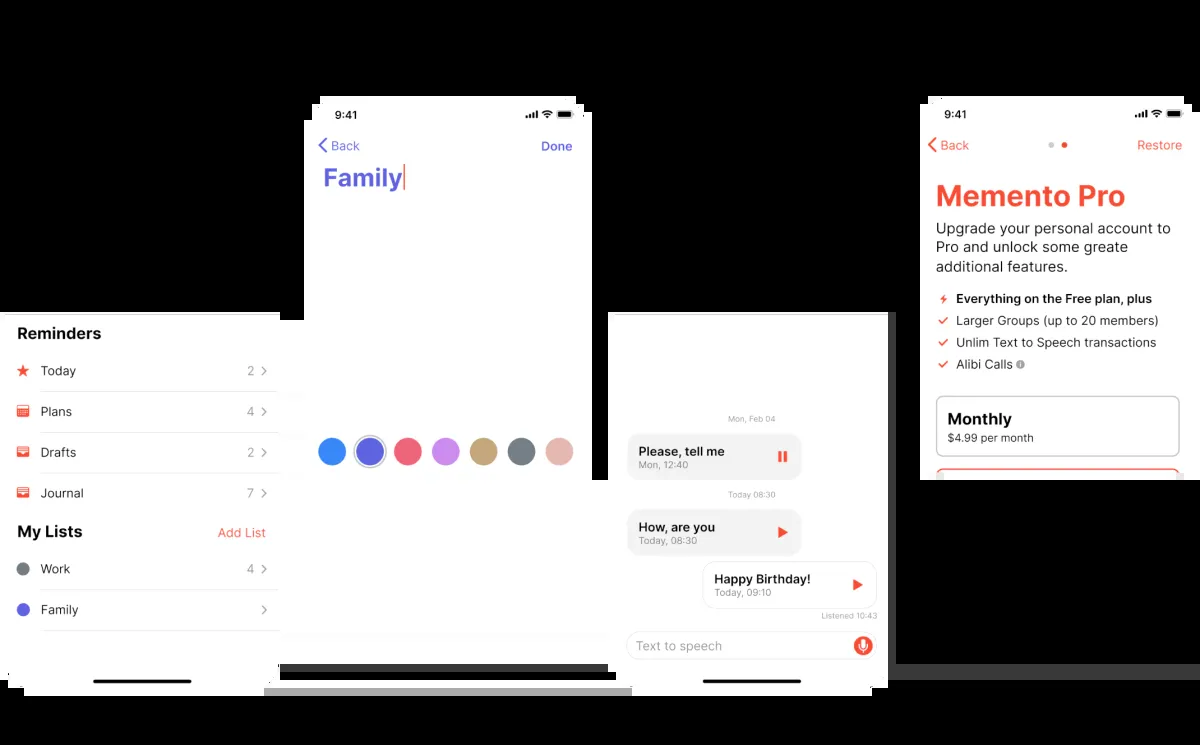 Reminders
Today 2
Plans 4
Drafts 2
Journal 7
My Lists Add List
Work 4
Family
9:41
Back Done
Family
Mon, Feb 04
Please, tell me
Mon, 12:40
Today 08:30
How, are you
Today, 08:30
Happy Birthday!
Today, 09:10
Listened 10:43
Text to speech
9:41
Back Restore
Memento Pro
Upgrade your personal account to
Pro and unlock some greate
additional features.
Everything on the Free plan, plus
Larger Groups (up to 20 members)
Unlim Text to Speech transactions
Alibi Calls
Monthly
$4.99 per month